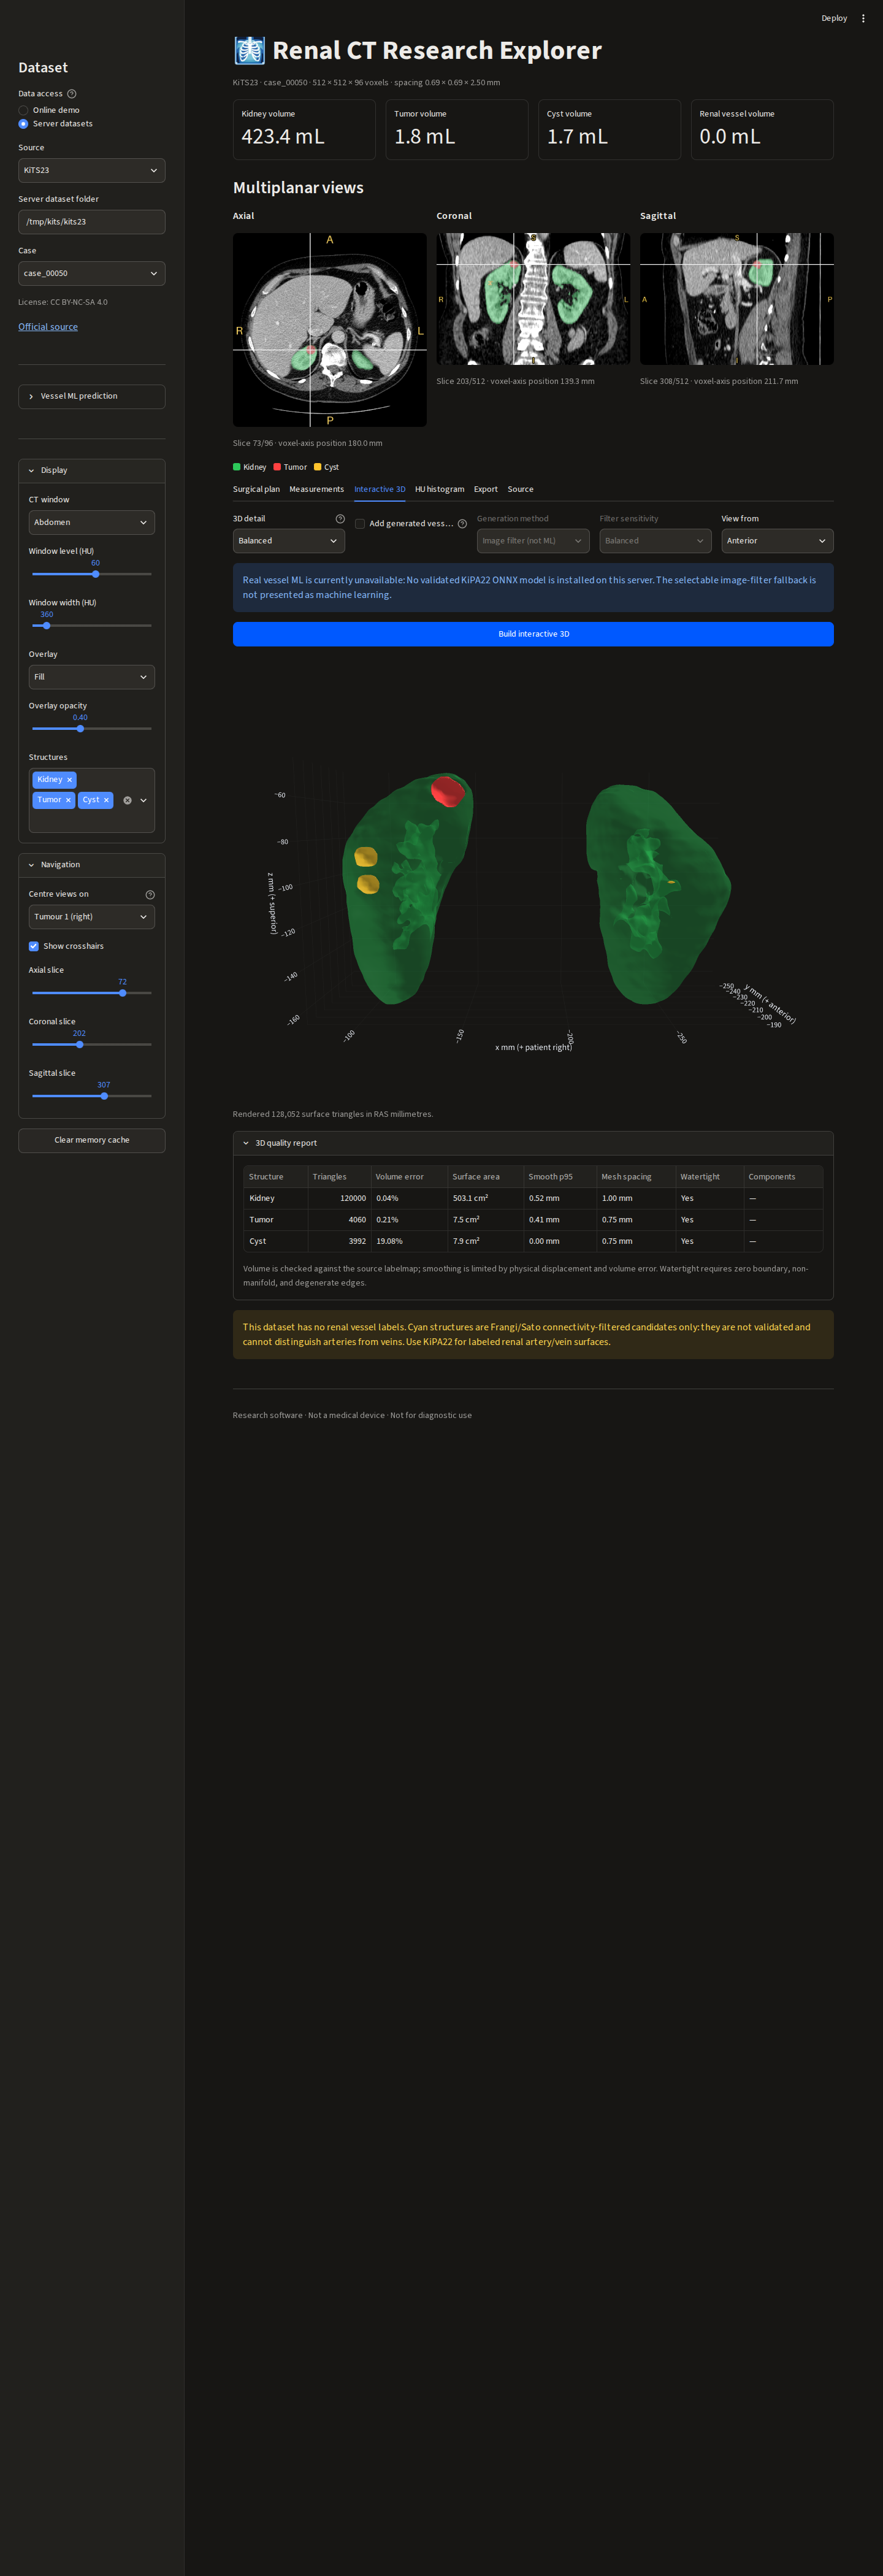 Deploy
Dataset
Data access
Online demo
Server datasets
Source
KiTS23
Server dataset folder
/tmp/kits/kits23
Case
case_00050
License: CC BY-NC-SA 4.0
Official source
Vessel ML prediction
Display
CT window
Abdomen
Window level (HU)
60
Window width (HU)
360
Overlay
Fill
Overlay opacity
0.40
Structures
Kidney
Tumor
Cyst
Navigation
Centre views on
Tumour 1 (right)
Show crosshairs
Axial slice
72
Coronal slice
202
Sagittal slice
307
Clear memory cache
Renal CT Research Explorer
KiTS23 · case_00050 · 512 × 512 × 96 voxels · spacing 0.69 × 0.69 × 2.50 mm
Kidney volume
423.4 mL
Tumor volume
1.8 mL
Cyst volume
1.7 mL
Renal vessel volume
0.0 mL
Multiplanar views
Axial
Coronal
Sagittal
A
R
L
P
S
R
L
S
A
P
Slice 73/96 · voxel-axis position 180.0 mm
Slice 203/512 · voxel-axis position 139.3 mm
Slice 308/512 · voxel-axis position 211.7 mm
Kidney
Tumor
Cyst
Surgical plan
Measurements
Interactive 3D
HU histogram
Export
Source
3D detail
Balanced
Add generated vess…
Generation method
Image filter (not ML)
Filter sensitivity
Balanced
View from
Anterior
Real vessel ML is currently unavailable: No validated KiPA22 ONNX model is installed on this server. The selectable image-filter fallback is
not presented as machine learning.
Build interactive 3D
−60
−80
−100
−120
−140
−160
z mm (+ superior)
−100
−150
−200
−250
x mm (+ patient right)
−250
−240
−230
−220
−210
−200
−190
y mm (+ anterior)
Rendered 128,052 surface triangles in RAS millimetres.
3D quality report
Structure Triangles Volume error Surface area Smooth p95 Mesh spacing Watertight Components
Kidney 120000 0.04% 503.1 cm² 0.52 mm 1.00 mm Yes —
Tumor 4060 0.21% 7.5 cm² 0.41 mm 0.75 mm Yes —
Cyst 3992 19.08% 7.9 cm² 0.00 mm 0.75 mm Yes —
Volume is checked against the source labelmap; smoothing is limited by physical displacement and volume error. Watertight requires zero boundary, non-
manifold, and degenerate edges.
This dataset has no renal vessel labels. Cyan structures are Frangi/Sato connectivity-filtered candidates only: they are not validated and
cannot distinguish arteries from veins. Use KiPA22 for labeled renal artery/vein surfaces.
Research software · Not a medical device · Not for diagnostic use